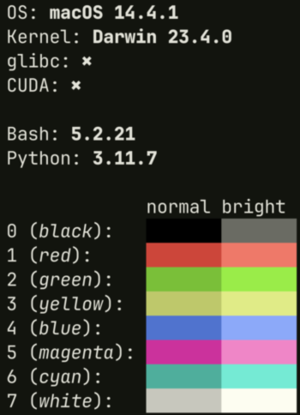 OS: macOS 14.4.1
Kernel: Darwin 23.4.0
glibc: ✖
CUDA: ✖
Bash: 5.2.21
Python: 3.11.7
normal bright
0 (black):
1 (red):
2 (green):
3 (yellow):
4 (blue):
5 (magenta):
6 (cyan):
7 (white):